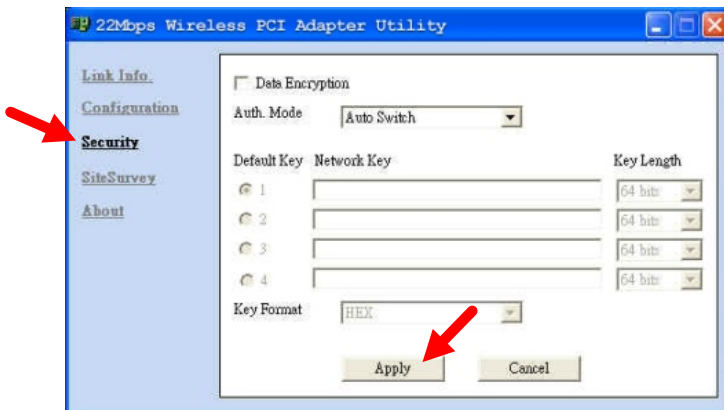 22Mbps Wireless PCI Adapter Utility
Link Info.
Configuration
Security
SiteSurvey
About
Data Encryption
Auth. Mode Auto Switch
Default Key Network Key Key Length
1 64 bits
2 64 bits
3 64 bits
4 64 bits
Key Format HEX
Apply Cancel